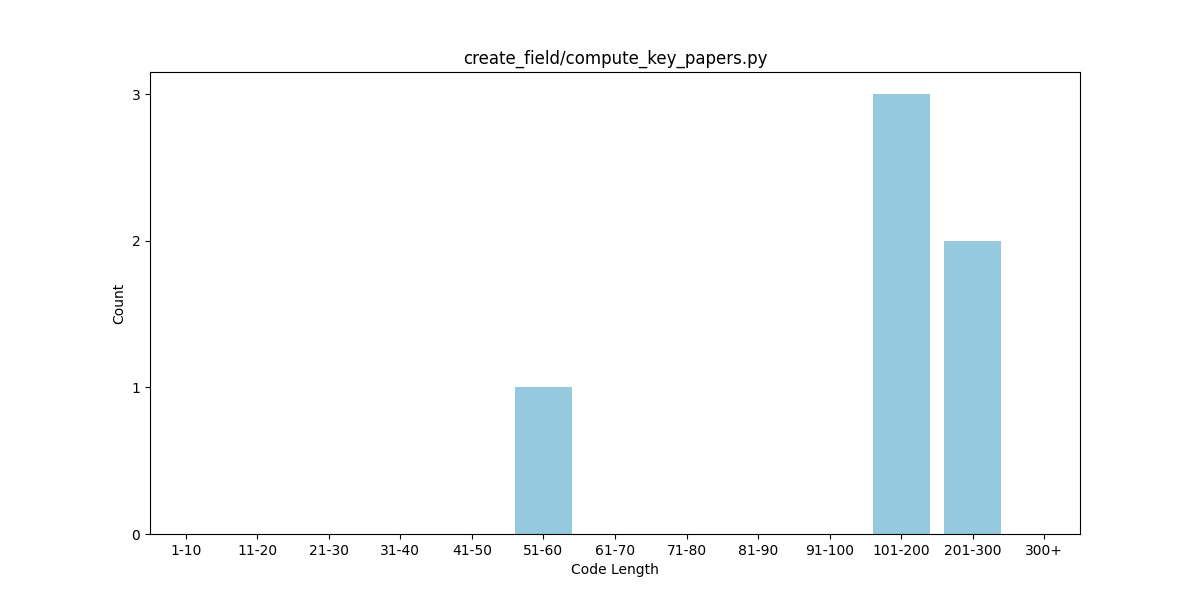 create_field/compute_key_papers.py
3
2
1
0
Count
1-10 11-20 21-30 31-40 41-50 51-60 61-70 71-80 81-90 91-100 101-200 201-300 300+
Code Length